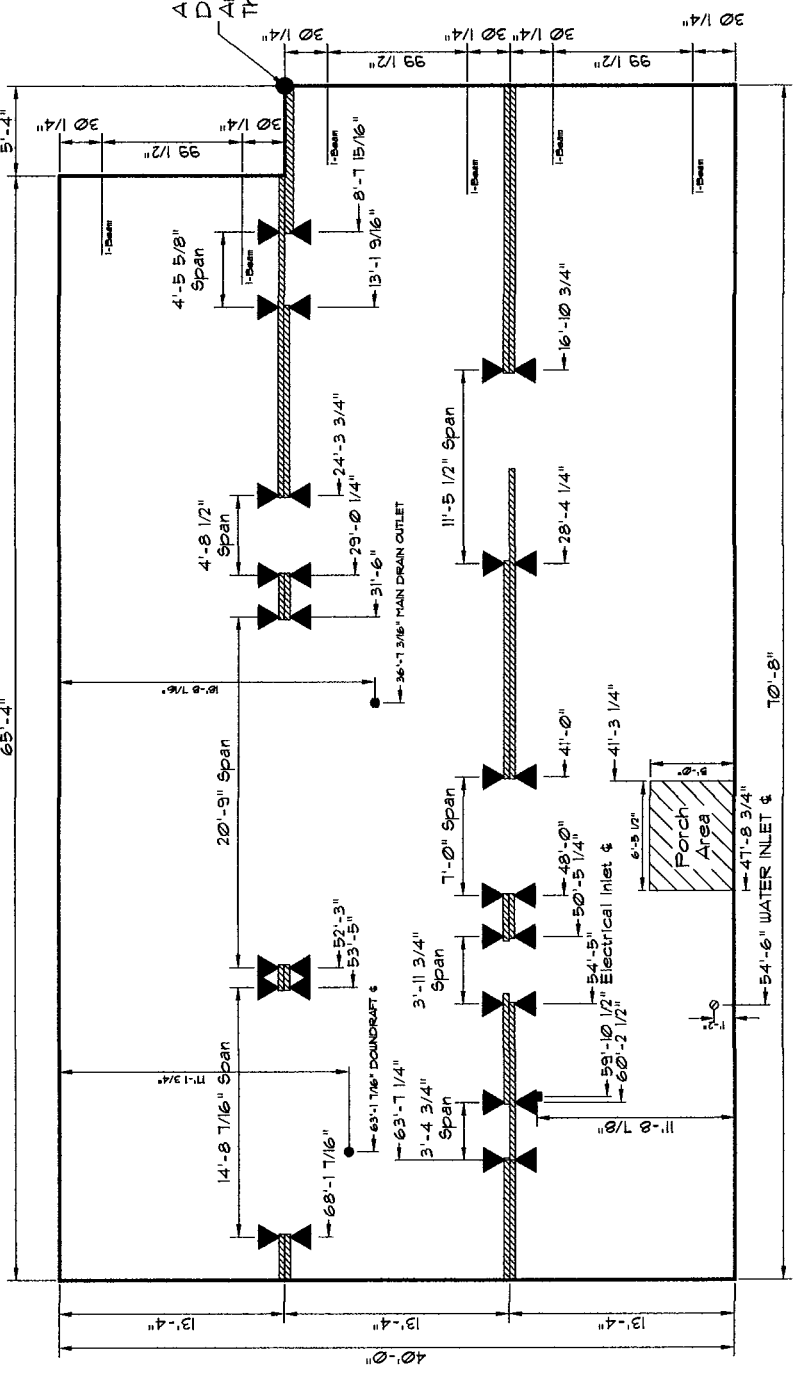 A
D
A
TH
5'-4"
30 1/4"
99 1/2"
30 1/4"
30 1/4"
99 1/2"
30 1/4"
30 1/4"
99 1/2"
30 1/4"
I-Beam
I-Beam
I-Beam
I-Beam
I-Beam
I-Beam
65'-4"
4'-5 5/8"
Span
8'-7 15/16"
13'-1 9/16"
4'-8 1/2"
Span
24'-3 3/4"
29'-0 1/4"
31'-6"
16'-10 3/4"
11'-5 1/2" Span
28'-4 1/4"
18'-8 7/16"
36'-7 3/16" MAIN DRAIN OUTLET
20'-9" Span
41'-0"
41'-3 1/4"
7'-0" Span
48'-0"
50'-5 1/4"
6'-5 1/2"
5'-0"
Porch
Area
47'-8 3/4"
70'-8"
52'-3"
53'-5"
3'-11 3/4"
Span
54'-5"
54'-6" WATER INLET ℄
1'-2"
59'-10 1/2" Electrical Inlet ℄
60'-2 1/2"
17'-1 3/4"
14'-8 7/16" Span
63'-1 7/16" DOWNDRAFT ℄
63'-7 1/4"
3'-4 3/4"
Span
11'-8 7/8"
68'-1 7/16"
13'-4"
13'-4"
13'-4"
40'-0"